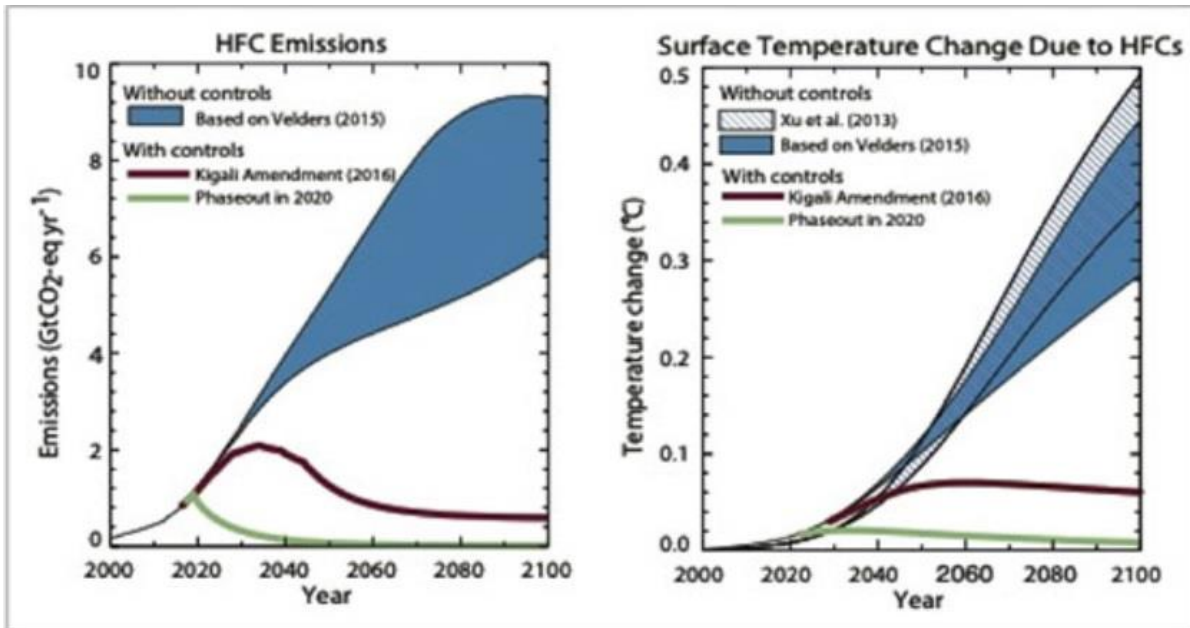 HFC Emissions
10
8
6
4
2
0
Emissions (GtCO2-eq yr-1)
Without controls
Based on Velders (2015)
With controls
Kigali Amendment (2016)
Phaseout in 2020
2000 2020 2040 2060 2080 2100
Year
Surface Temperature Change Due to HFCs
0.5
0.4
0.3
0.2
0.1
0.0
Temperature change (°C)
Without controls
Xu et al. (2013)
Based on Velders (2015)
With controls
Kigali Amendment (2016)
Phaseout in 2020
2000 2020 2040 2060 2080 2100
Year